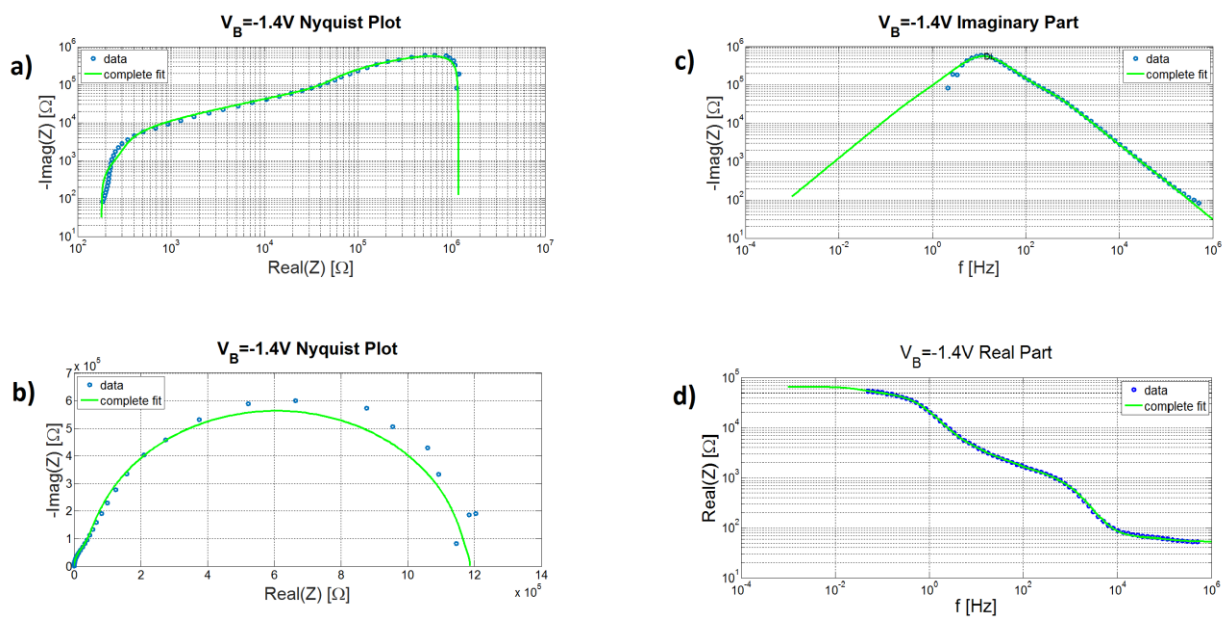 a)
V_B=-1.4V Nyquist Plot
10^6
10^5
10^4
10^3
10^2
10^1
-Imag(Z) [Ω]
data
complete fit
10^2 10^3 10^4 10^5 10^6 10^7
Real(Z) [Ω]
c)
V_B=-1.4V Imaginary Part
10^6
10^5
10^4
10^3
10^2
10^1
-Imag(Z) [Ω]
data
complete fit
10^-4 10^-2 10^0 10^2 10^4 10^6
f [Hz]
b)
V_B=-1.4V Nyquist Plot
× 10^5
7
6
5
4
3
2
1
0
-Imag(Z) [Ω]
data
complete fit
0 2 4 6 8 10 12 14
× 10^5
Real(Z) [Ω]
d)
V_B=-1.4V Real Part
10^5
10^4
10^3
10^2
10^1
Real(Z) [Ω]
data
complete fit
10^-4 10^-2 10^0 10^2 10^4 10^6
f [Hz]